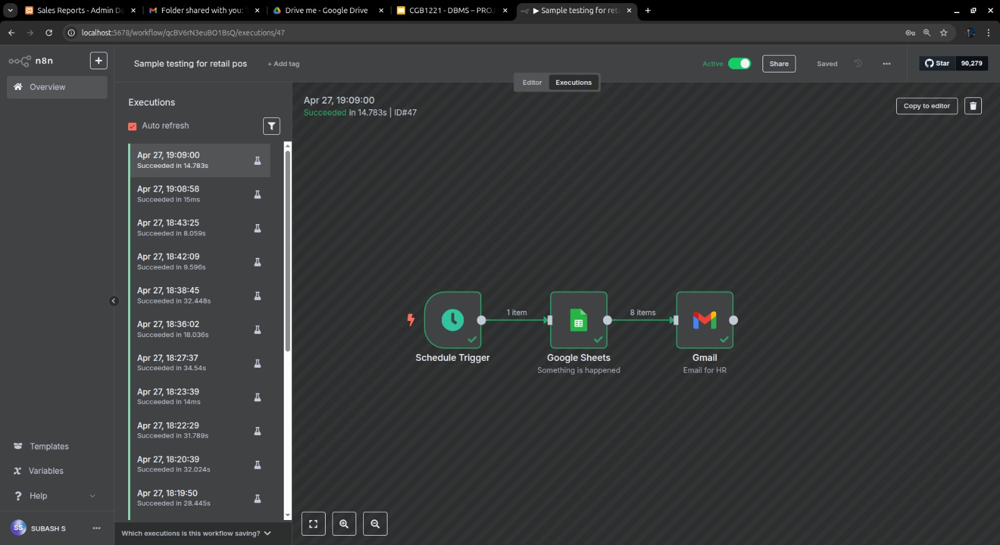 Sales Reports - Admin Da
Folder shared with you: "
Drive me - Google Drive
CGB1221 - DBMS – PROJ
▶ Sample testing for reta
localhost:5678/workflow/qcBV6rN3euBO1BsQ/executions/47
n8n
Overview
Templates
Variables
Help
SS
SUBASH S
Sample testing for retail pos
+ Add tag
Active
Share
Saved
Star
90,279
Editor
Executions
Executions
Auto refresh
Apr 27, 19:09:00
Succeeded in 14.783s
Apr 27, 19:08:58
Succeeded in 15ms
Apr 27, 18:43:25
Succeeded in 8.059s
Apr 27, 18:42:09
Succeeded in 9.596s
Apr 27, 18:38:45
Succeeded in 32.448s
Apr 27, 18:36:02
Succeeded in 18.036s
Apr 27, 18:27:37
Succeeded in 34.54s
Apr 27, 18:23:39
Succeeded in 14ms
Apr 27, 18:22:29
Succeeded in 31.789s
Apr 27, 18:20:39
Succeeded in 32.024s
Apr 27, 18:19:50
Succeeded in 28.445s
Which executions is this workflow saving?
Apr 27, 19:09:00
Succeeded in 14.783s | ID#47
Copy to editor
1 item
8 items
Schedule Trigger
Google Sheets
Something is happened
Gmail
Email for HR